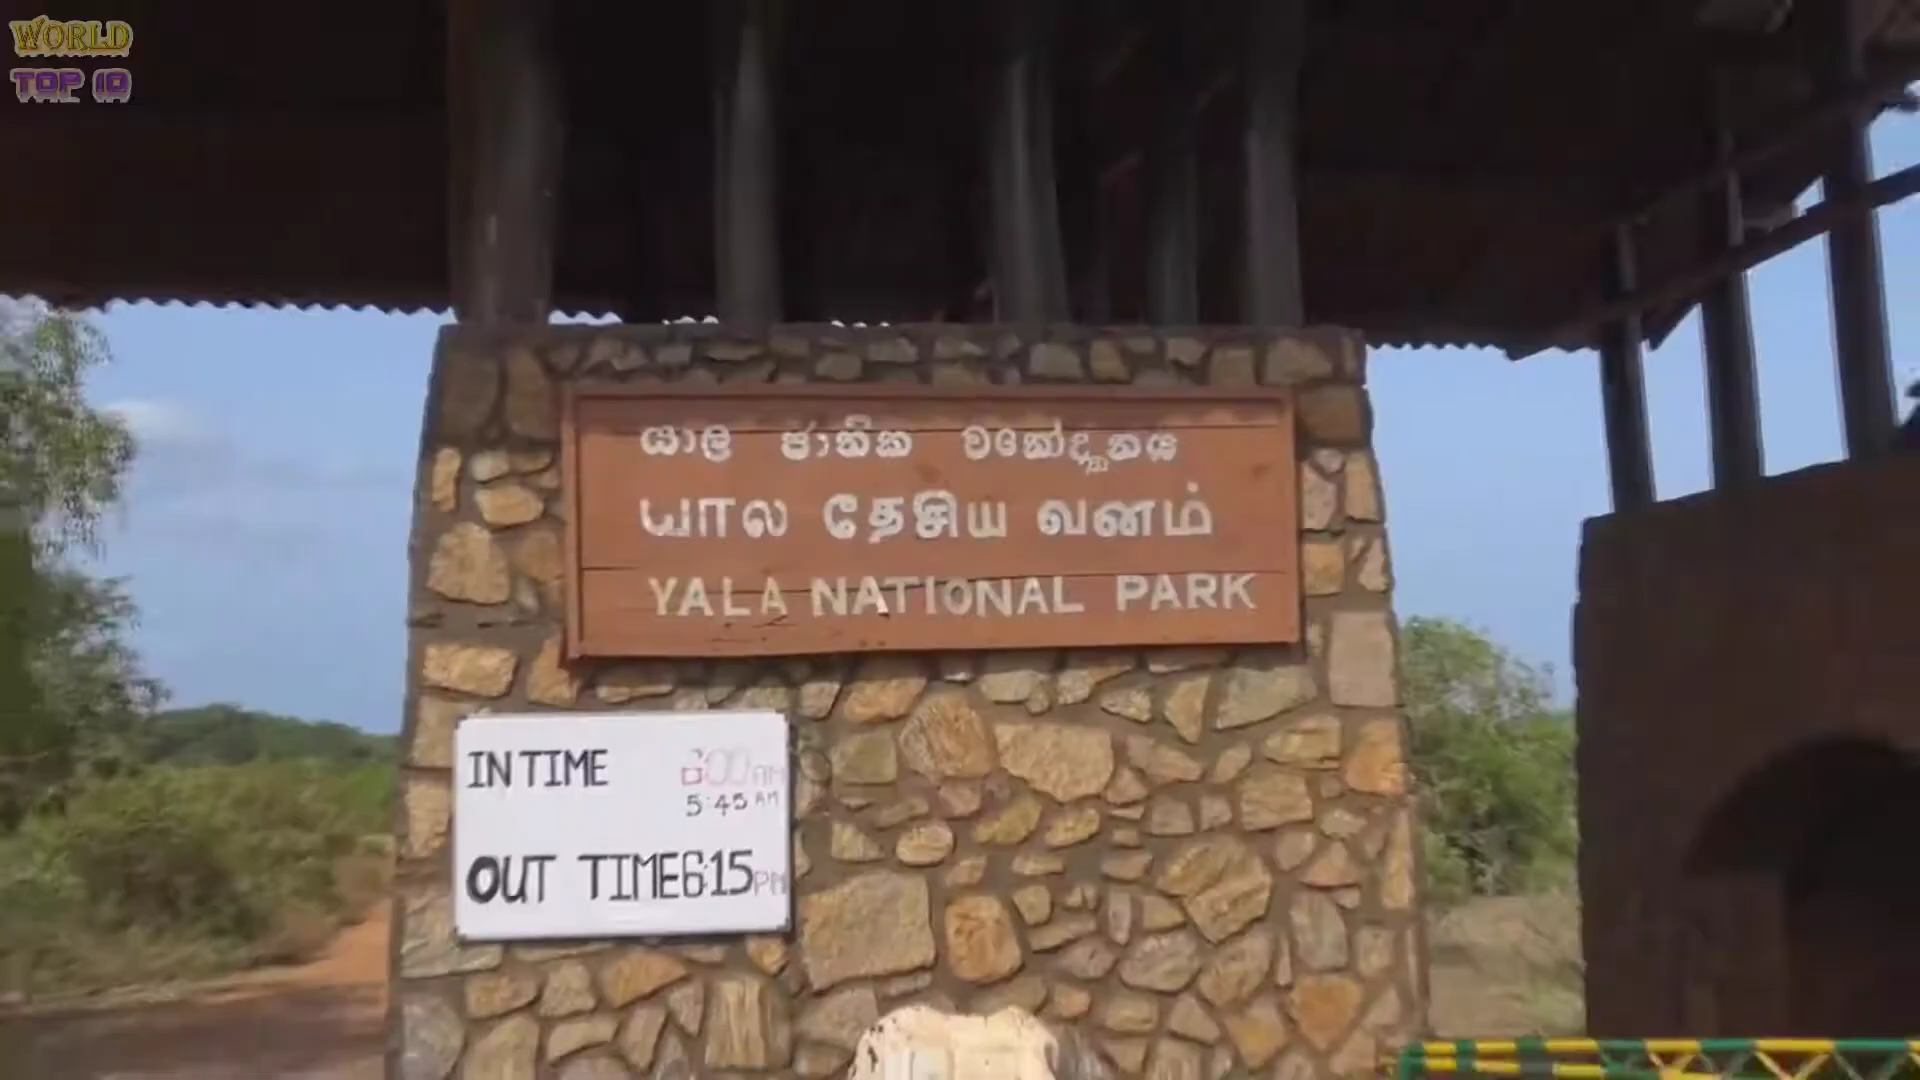 WORLD
TOP 10
යාල ජාතික වනෝද්‍යානය
யால தேசிய வனம்
YALA NATIONAL PARK
IN TIME 6:00 AM
5:45 AM
OUT TIME 6:15 PM